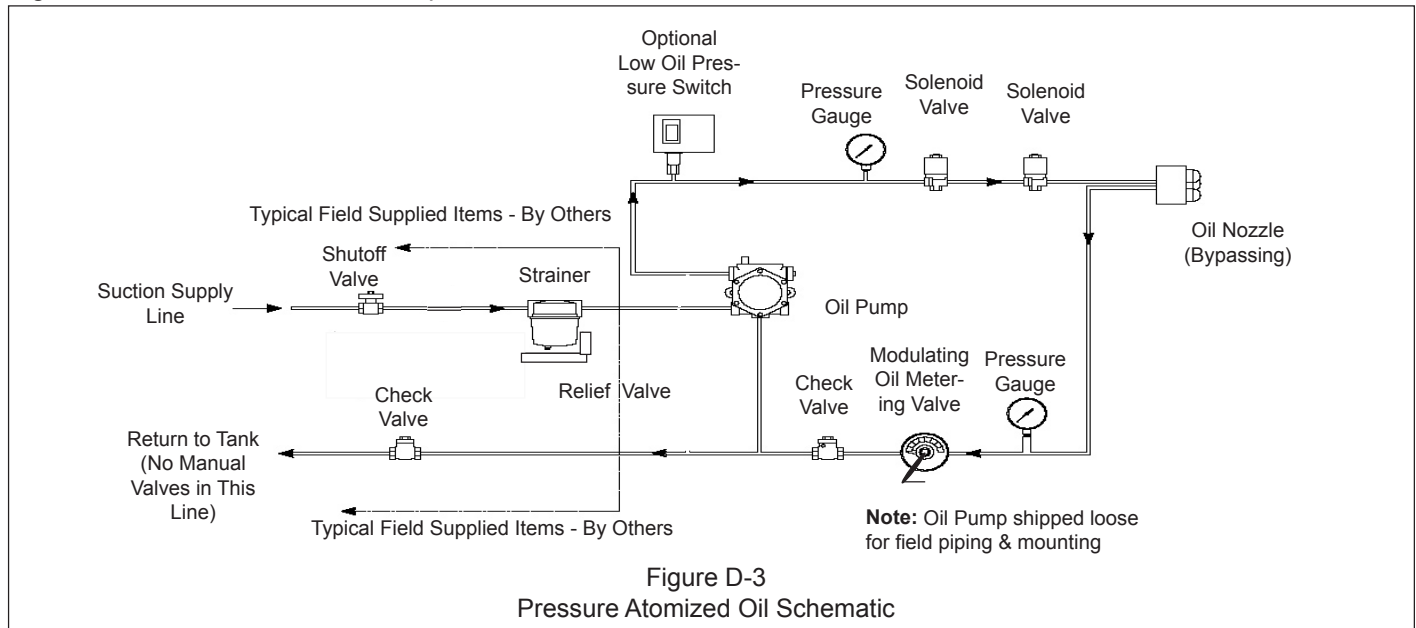 Optional
Low Oil Pres-
sure Switch
Pressure
Gauge
Solenoid
Valve
Solenoid
Valve
Typical Field Supplied Items - By Others
Oil Nozzle
(Bypassing)
Shutoff
Valve
Strainer
Suction Supply
Line
Oil Pump
Relief Valve
Check
Valve
Check
Valve
Modulating
Oil Meter-
ing Valve
Pressure
Gauge
Return to Tank
(No Manual
Valves in This
Line)
Typical Field Supplied Items - By Others
Note: Oil Pump shipped loose
for field piping & mounting
Figure D-3
Pressure Atomized Oil Schematic